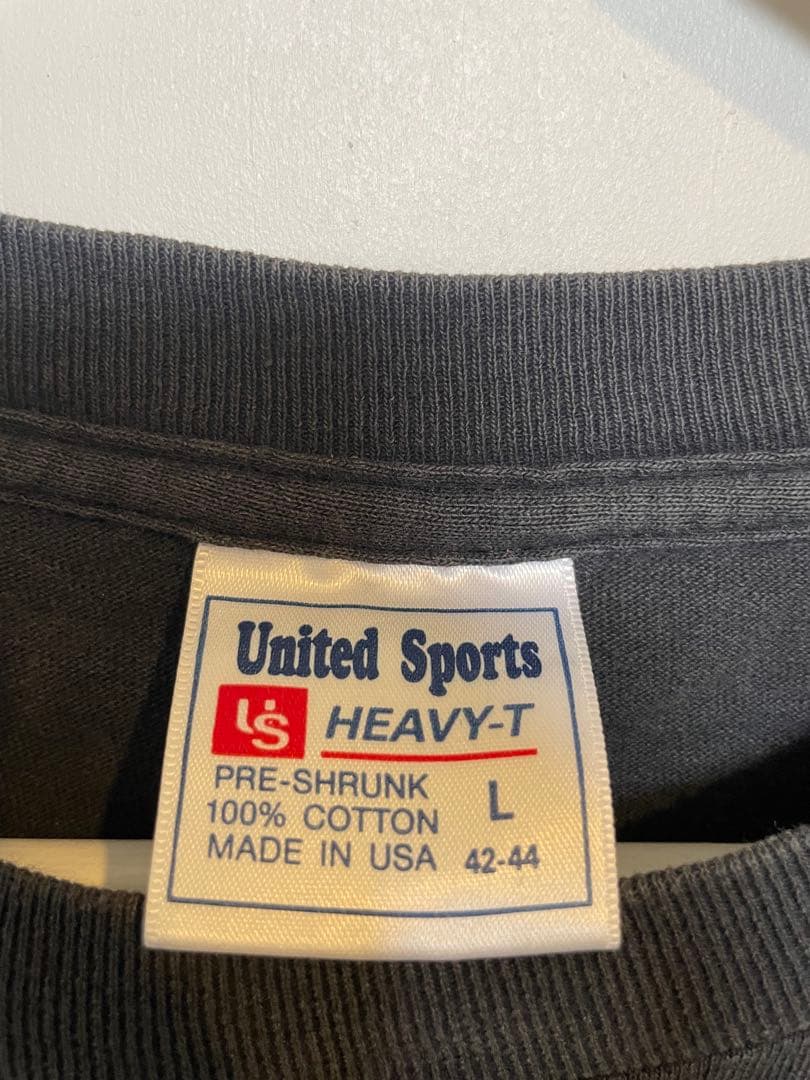 United Sports
US HEAVY-T
PRE-SHRUNK
100% COTTON L
MADE IN USA 42-44